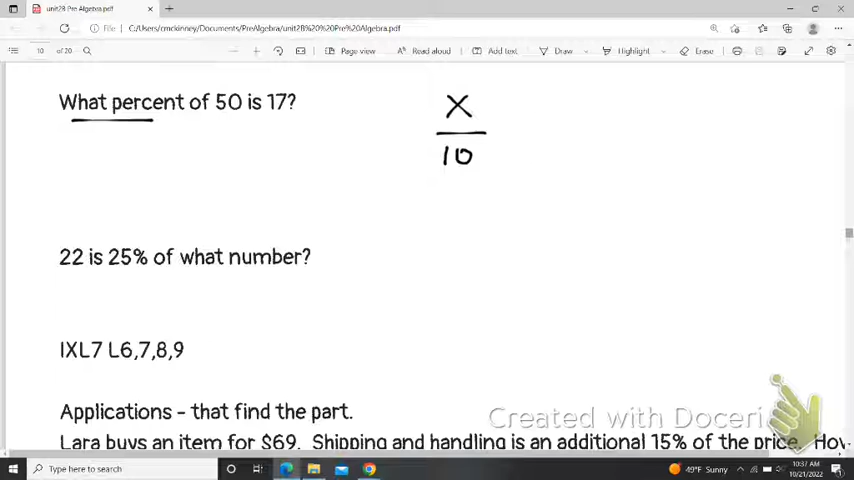 unit2B Pre Algebra.pdf
File | C:/Users/cmckinney/Documents/PreAlgebra/unit2B%20%20Pre%20Algebra.pdf
10 of 20 Page view Read aloud Add text Draw Highlight Erase
What percent of 50 is 17?
X
10
22 is 25% of what number?
IXL7 L6,7,8,9
Applications - that find the part.
Created with Doceri
Lara buys an item for $69. Shipping and handling is an additional 15% of the price. How
Type here to search
49°F Sunny
10:37 AM
10/21/2022